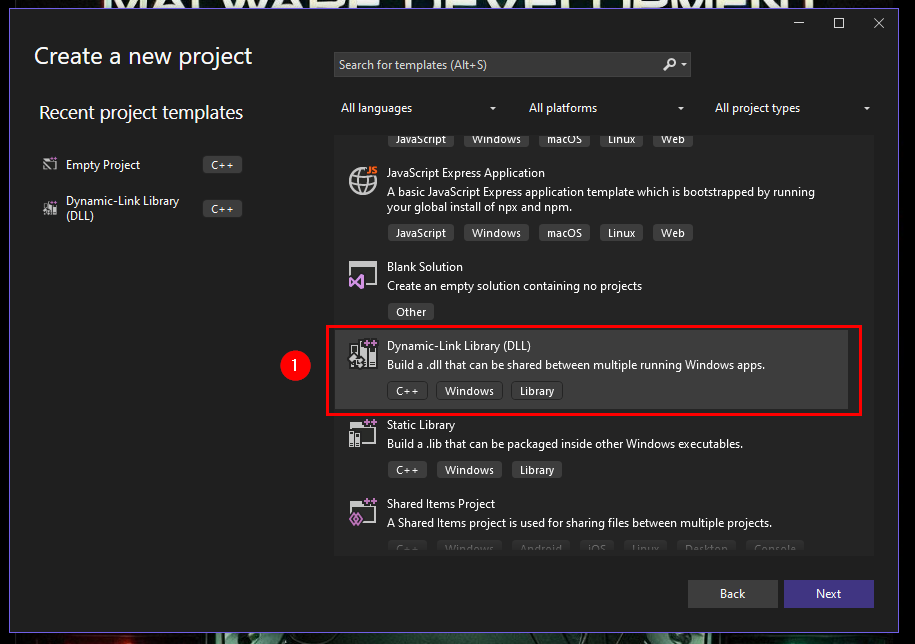 MALWARE DEVELOPMENT
Create a new project
Search for templates (Alt+S)
Recent project templates
All languages
All platforms
All project types
Empty Project
C++
Dynamic-Link Library
(DLL)
C++
JavaScript Windows macOS Linux Web
JS
JavaScript Express Application
A basic JavaScript Express application template which is bootstrapped by running
your global install of npx and npm.
JavaScript Windows macOS Linux Web
Blank Solution
Create an empty solution containing no projects
Other
1
Dynamic-Link Library (DLL)
Build a .dll that can be shared between multiple running Windows apps.
C++ Windows Library
Static Library
Build a .lib that can be packaged inside other Windows executables.
C++ Windows Library
Shared Items Project
A Shared Items project is used for sharing files between multiple projects.
C++ Windows Android iOS Linux Desktop Console
Back
Next